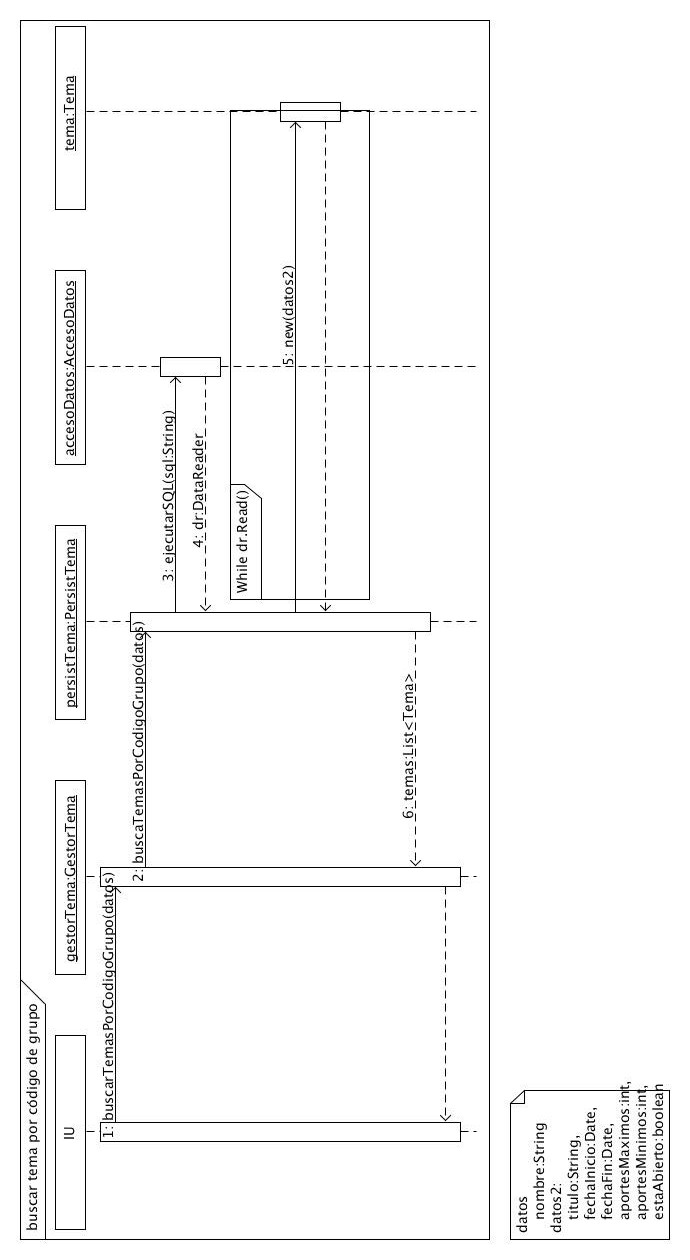 buscar tema por código de grupo
IU
gestorTema:GestorTema
persistTema:PersistTema
accesoDatos:AccesoDatos
tema:Tema
1: buscarTemasPorCodigoGrupo(datos)
2: buscaTemasPorCodigoGrupo(datos)
3: ejecutarSQL(sql:String)
4: dr:DataReader
While dr.Read()
5: new(datos2)
6: temas:List<Tema>
datos
nombre:String
datos2:
titulo:String,
fechaInicio:Date,
fechaFin:Date,
aportesMaximos:int,
aportesMinimos:int,
estaAbierto:boolean